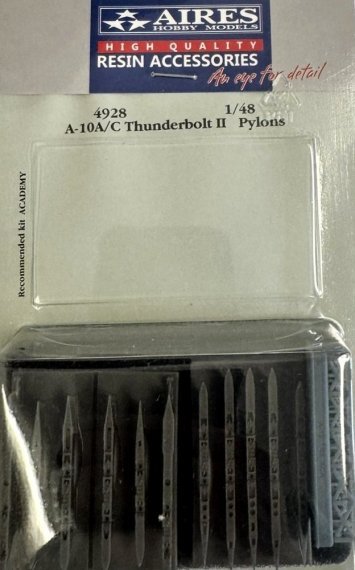 AIRES
HOBBY MODELS
HIGH QUALITY
RESIN ACCESSORIES
An eye for detail
4928 1/48
A-10A/C Thunderbolt II Pylons
Recommended kit ACADEMY